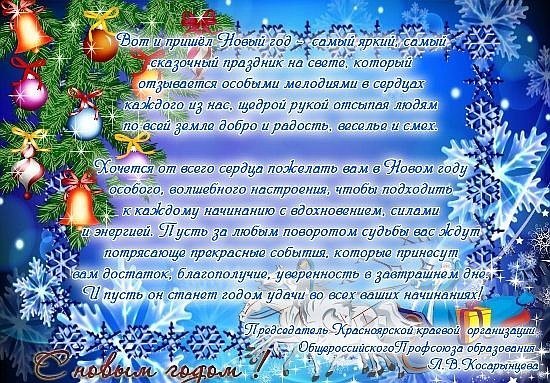 Вот и пришёл Новый год – самый яркий, самый
сказочный праздник на свете, который
отзывается особыми мелодиями в сердцах
каждого из нас, щедрой рукой отсыпая людям
по всей земле добро и радость, веселье и смех.
Хочется от всего сердца пожелать вам в Новом году
особого, волшебного настроения, чтобы подходить
к каждому начинанию с вдохновением, силами
и энергией. Пусть за любым поворотом судьбы вас ждут
потрясающе прекрасные события, которые принесут
вам достаток, благополучие, уверенность в завтрашнем дне.
И пусть он станет годом удачи во всех ваших начинаниях!
Председатель Красноярской краевой организации
Общероссийского Профсоюза образования
Л.В.Косарынцева
С новым годом !